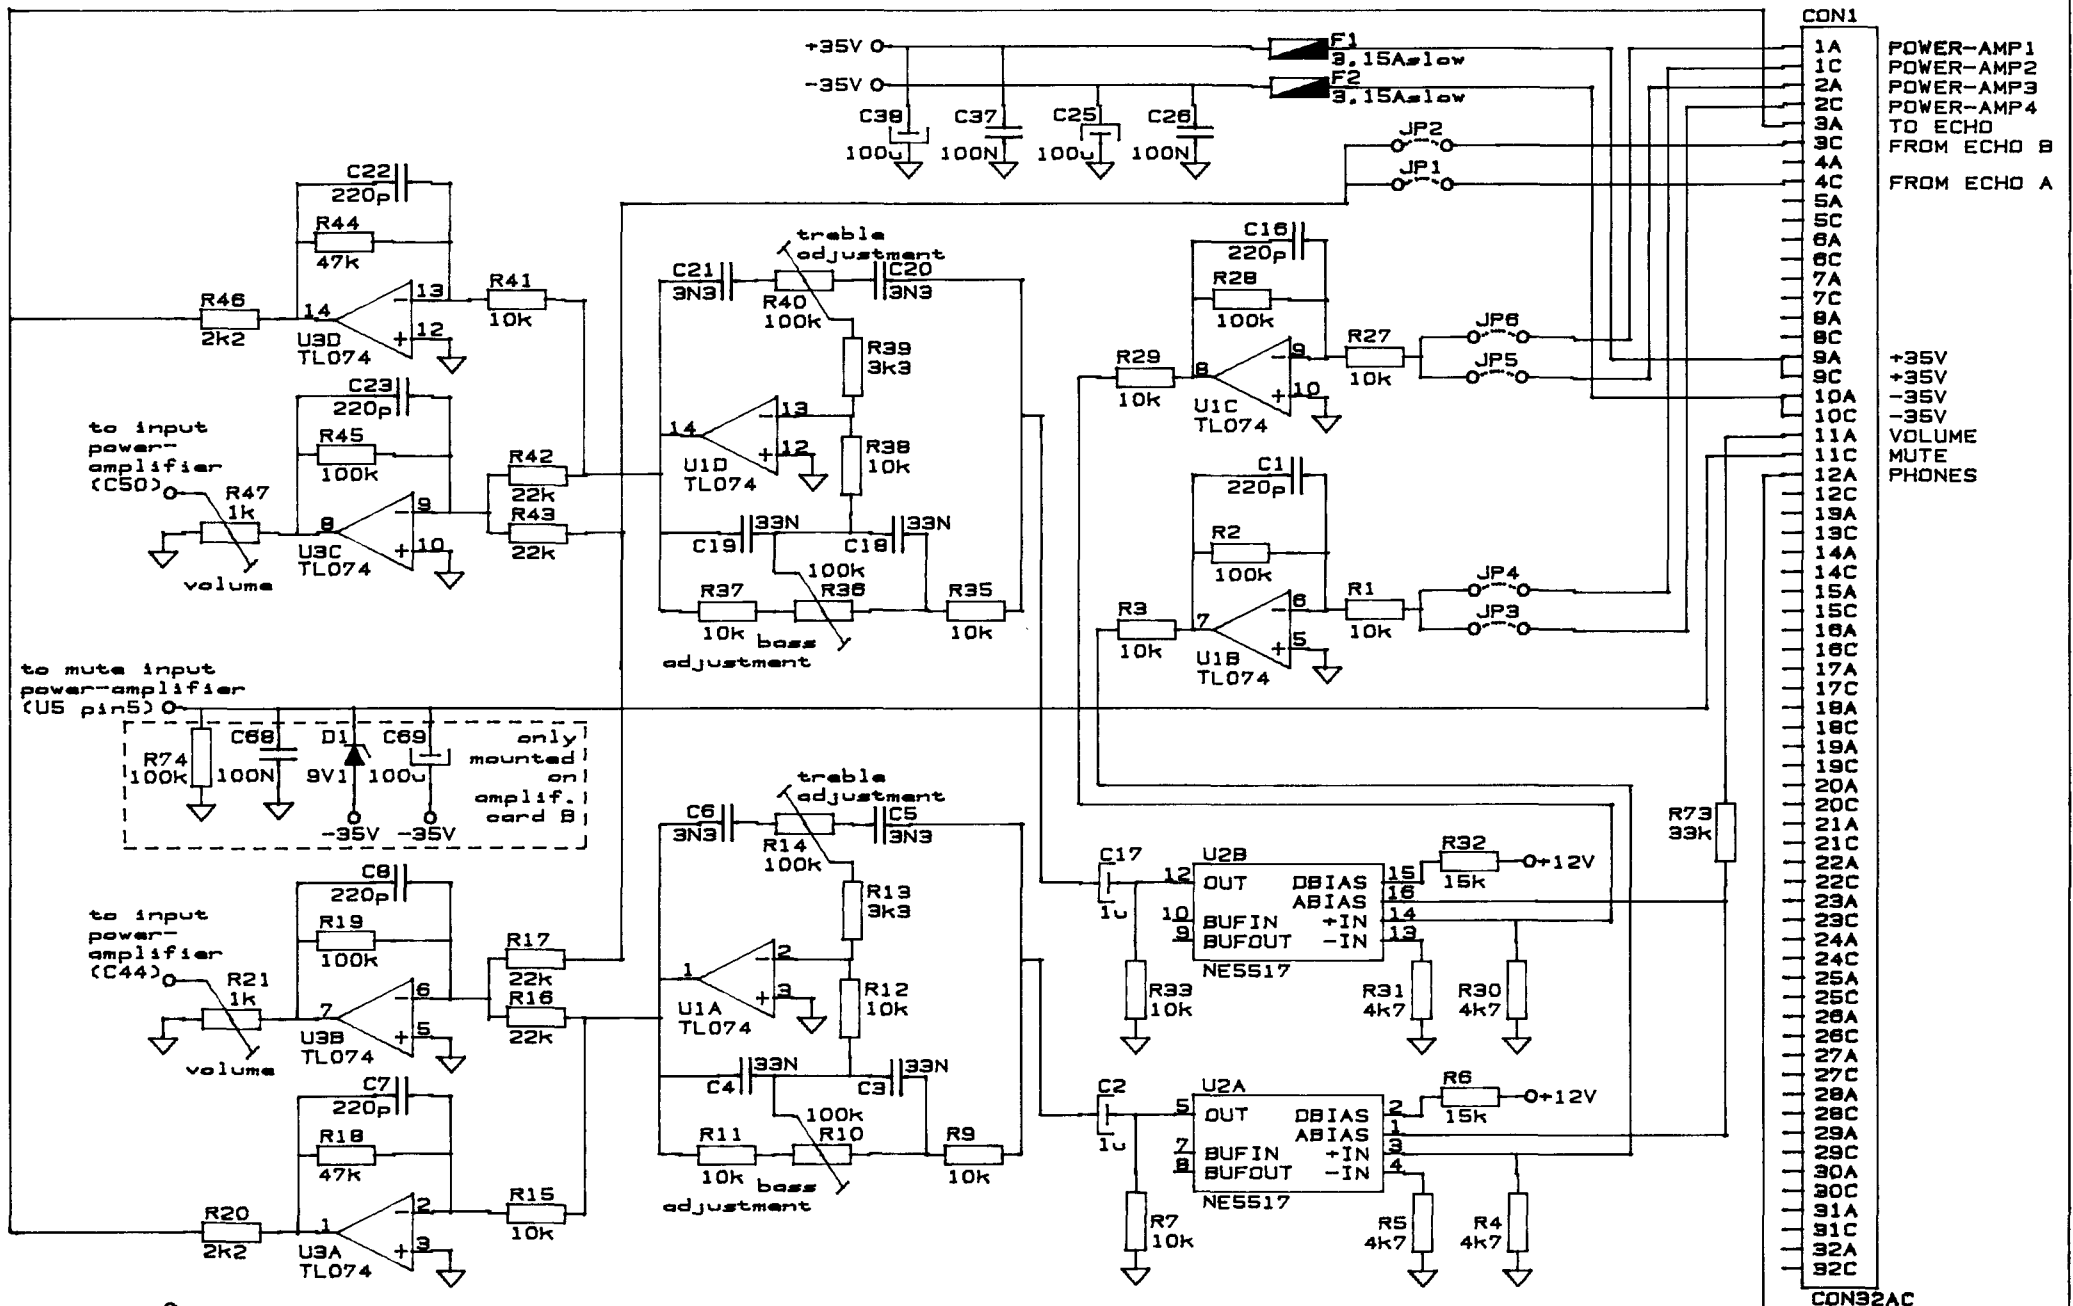 CON1
+35V
F1
3.15Aslow
-35V
F2
3.15Aslow
C38
100u
C37
100N
C25
100u
C26
100N
JP2
JP1
1A POWER-AMP1
1C POWER-AMP2
2A POWER-AMP3
2C POWER-AMP4
3A TO ECHO
3C FROM ECHO B
4A
4C FROM ECHO A
5A
5C
6A
6C
7A
7C
8A
8C
9A +35V
9C +35V
10A -35V
10C -35V
11A VOLUME
11C MUTE
12A PHONES
12C
13A
13C
14A
14C
15A
15C
16A
16C
17A
17C
18A
18C
19A
19C
20A
20C
21A
21C
22A
22C
23A
23C
24A
24C
25A
25C
26A
26C
27A
27C
28A
28C
29A
29C
30A
30C
31A
31C
32A
32C
CON32AC
C22
220p
R44
47k
R46
2k2
14
13
12
U3D
TL074
R41
10k
C23
220p
R45
100k
to input
power-
amplifier
(C50)
R47
1k
volume
8
9
10
U3C
TL074
R42
22k
R43
22k
treble
adjustment
C21
3N3
R40
100k
C20
3N3
R39
3k3
14
13
12
U1D
TL074
R38
10k
C19
33N
C18
33N
R37
10k
100k
R36
R35
10k
bass
adjustment
C16
220p
R28
100k
R29
10k
8
9
10
U1C
TL074
R27
10k
JP6
JP5
C1
220p
R2
100k
R3
10k
7
6
5
U1B
TL074
R1
10k
JP4
JP3
to mute input
power-amplifier
(U5 pin5)
R74
100k
C68
100N
D1
9V1
C69
100u
-35V
-35V
only
mounted
on
amplif.
card B
treble
adjustment
C6
3N3
R14
100k
C5
3N3
R13
3k3
1
2
3
U1A
TL074
R12
10k
C4
33N
C3
33N
R11
10k
100k
R10
R9
10k
bass
adjustment
C8
220p
R19
100k
to input
power-
amplifier
(C44)
R21
1k
volume
7
6
5
U3B
TL074
R17
22k
R16
22k
C7
220p
R18
47k
R20
2k2
1
2
3
U3A
TL074
R15
10k
C17
1u
U2B
12 OUT
10 BUFIN
9 BUFOUT
DBIAS 15
ABIAS 16
+IN 14
-IN 13
NE5517
R32
15k
+12V
R73
33k
R33
10k
R31
4k7
R30
4k7
C2
1u
U2A
5 OUT
7 BUFIN
8 BUFOUT
DBIAS 2
ABIAS 1
+IN 3
-IN 4
NE5517
R6
15k
+12V
R7
10k
R5
4k7
R4
4k7